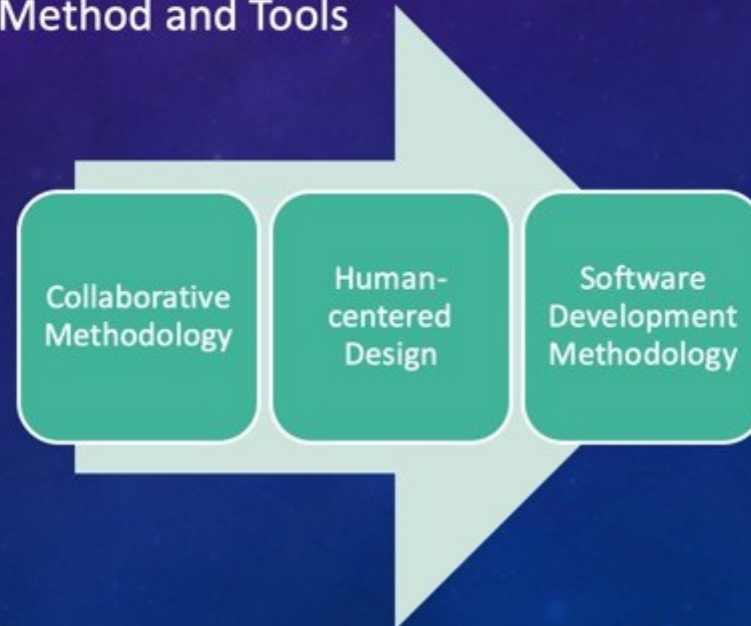 Method and Tools
Collaborative
Methodology
Human-
centered
Design
Software
Development
Methodology